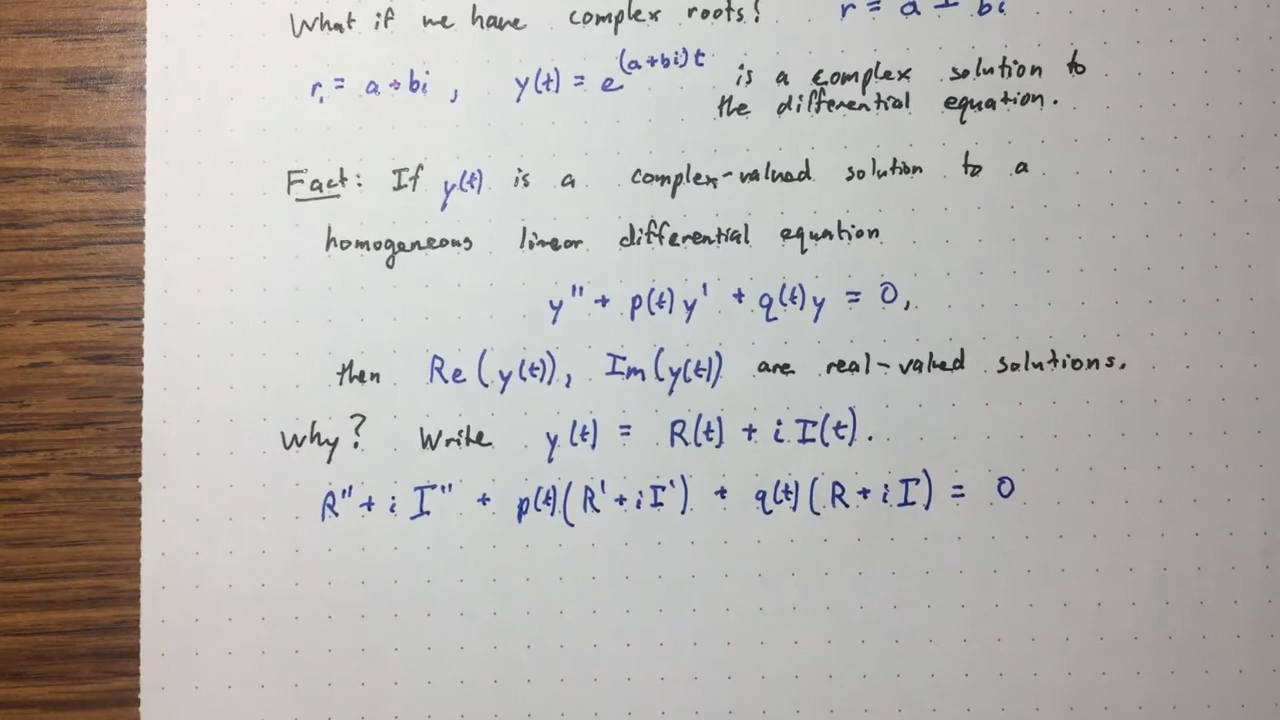 What if we have complex roots? r = a ± bi
r₁ = a + bi , y(t) = e^{(a+bi)t} is a complex solution to
the differential equation.
Fact: If y(t) is a complex-valued solution to a
homogeneous linear differential equation
y'' + p(t) y' + q(t) y = 0,
then Re(y(t)), Im(y(t)) are real-valued solutions.
Why? Write y(t) = R(t) + i I(t).
R'' + i I'' + p(t)(R' + i I') + q(t)(R + i I) = 0